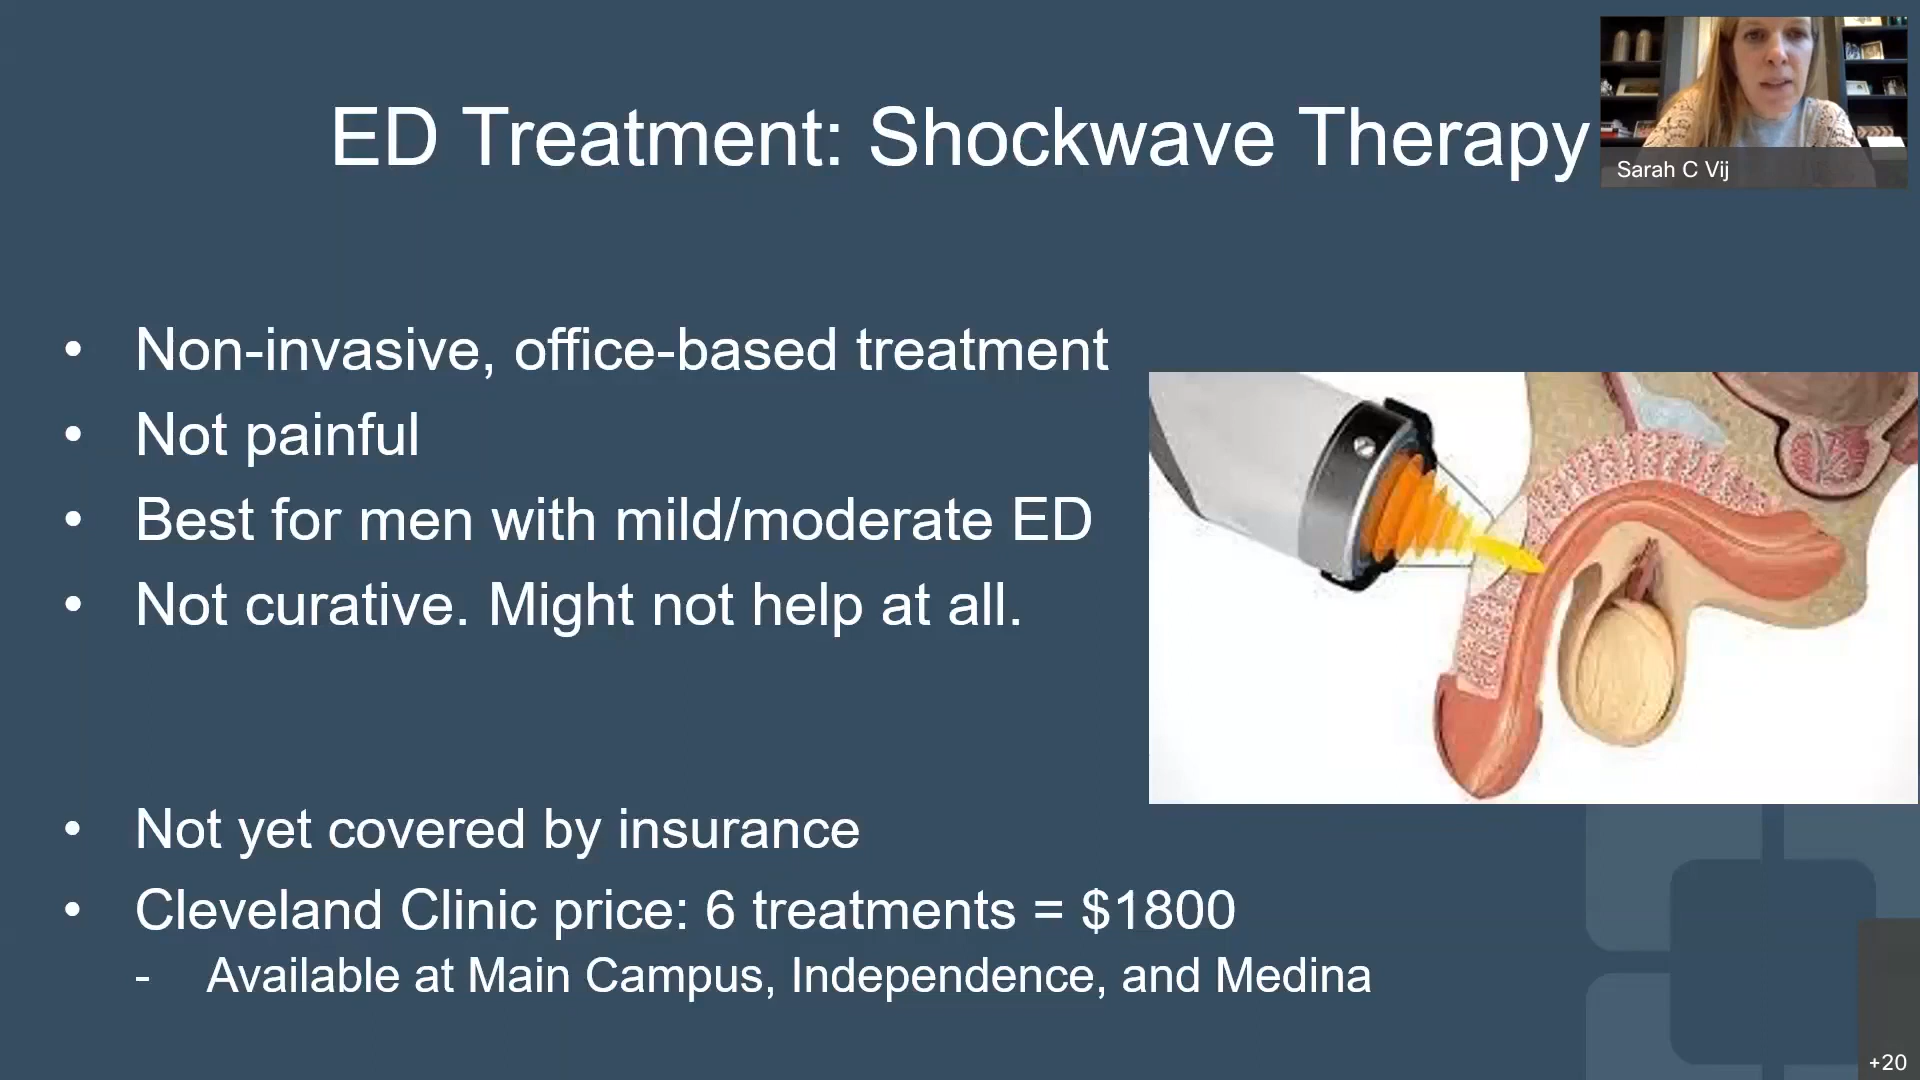 ED Treatment: Shockwave Therapy
Sarah C Vij
• Non-invasive, office-based treatment
• Not painful
• Best for men with mild/moderate ED
• Not curative. Might not help at all.
• Not yet covered by insurance
• Cleveland Clinic price: 6 treatments = $1800
- Available at Main Campus, Independence, and Medina
+20